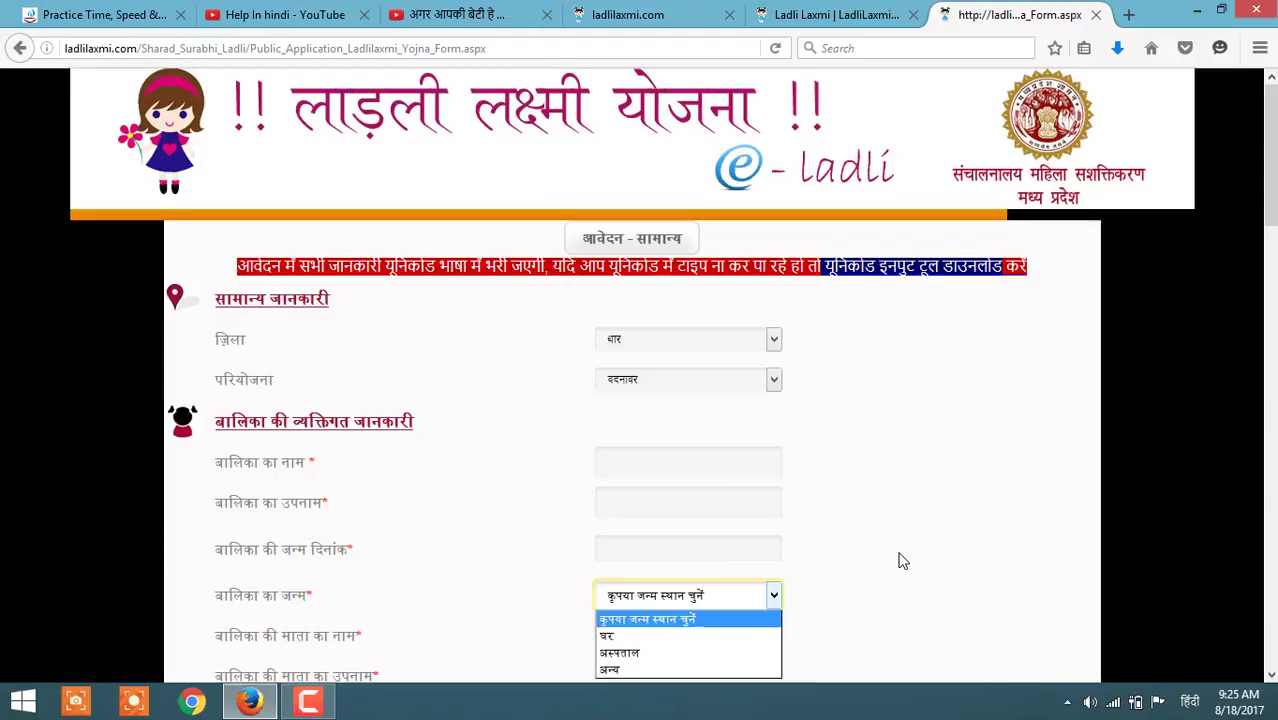 Practice Time, Speed &...
Help in hindi - YouTube
अगर आपकी बेटी हे ...
ladlilaxmi.com
Ladli Laxmi | LadliLaxmi...
http://ladli...a_Form.aspx
ladlilaxmi.com/Sharad_Surabhi_Ladli/Public_Application_Ladlilaxmi_Yojna_Form.aspx
Search
!! लाड़ली लक्ष्मी योजना !!
e - ladli
संचालनालय महिला सशक्तिकरण
मध्य प्रदेश
आवेदन - सामान्य
आवेदन में सभी जानकारी यूनिकोड भाषा में भरी जएगी, यदि आप यूनिकोड में टाइप ना कर पा रहे हो तो यूनिकोड इनपुट टूल डाउनलोड करें
सामान्य जानकारी
ज़िला
धार
परियोजना
वदनावर
बालिका की व्यक्तिगत जानकारी
बालिका का नाम *
बालिका का उपनाम*
बालिका की जन्म दिनांक*
बालिका का जन्म*
कृपया जन्म स्थान चुनें
कृपया जन्म स्थान चुनें
घर
अस्पताल
अन्य
बालिका की माता का नाम*
बालिका की माता का उपनाम*
हिंदी
9:25 AM
8/18/2017